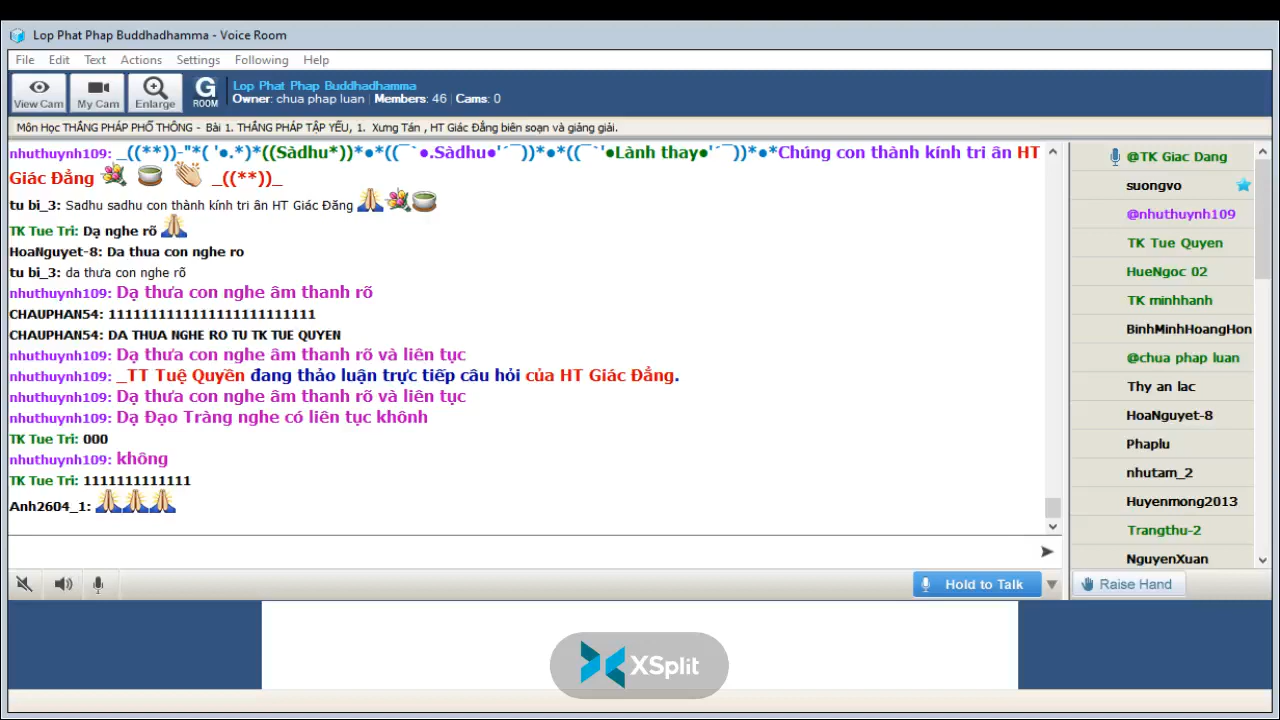 Lop Phat Phap Buddhadhamma - Voice Room
File Edit Text Actions Settings Following Help
View Cam My Cam Enlarge G ROOM
Lop Phat Phap Buddhadhamma
Owner: chua phap luan | Members: 46 | Cams: 0
Môn Học THẮNG PHÁP PHỔ THÔNG - Bài 1. THẮNG PHÁP TẬP YẾU, 1. Xưng Tán , HT Giác Đẳng biên soạn và giảng giải.
nhuthuynh109: _((**))-"*( '●.*)*((Sàdhu*))*●*((¯`●.Sàdhu●'´¯))*●*((¯`'●Lành thay●'´¯))*●*Chúng con thành kính tri ân HT
Giác Đẳng _((**))_
tu bi_3: Sadhu sadhu con thành kính tri ân HT Giác Đăng
TK Tue Tri: Dạ nghe rõ
HoaNguyet-8: Da thua con nghe ro
tu bi_3: da thưa con nghe rõ
nhuthuynh109: Dạ thưa con nghe âm thanh rõ
CHAUPHAN54: 1111111111111111111111111
CHAUPHAN54: DA THUA NGHE RO TU TK TUE QUYEN
nhuthuynh109: Dạ thưa con nghe âm thanh rõ và liên tục
nhuthuynh109: _TT Tuệ Quyền đang thảo luận trực tiếp câu hỏi của HT Giác Đẳng.
nhuthuynh109: Dạ thưa con nghe âm thanh rõ và liên tục
nhuthuynh109: Dạ Đạo Tràng nghe có liên tục khônh
TK Tue Tri: 000
nhuthuynh109: không
TK Tue Tri: 1111111111111
Anh2604_1:
@TK Giac Dang
suongvo
@nhuthuynh109
TK Tue Quyen
HueNgoc 02
TK minhhanh
BinhMinhHoangHon
@chua phap luan
Thy an lac
HoaNguyet-8
Phaplu
nhutam_2
Huyenmong2013
Trangthu-2
NguyenXuan
Hold to Talk
Raise Hand
XSplit